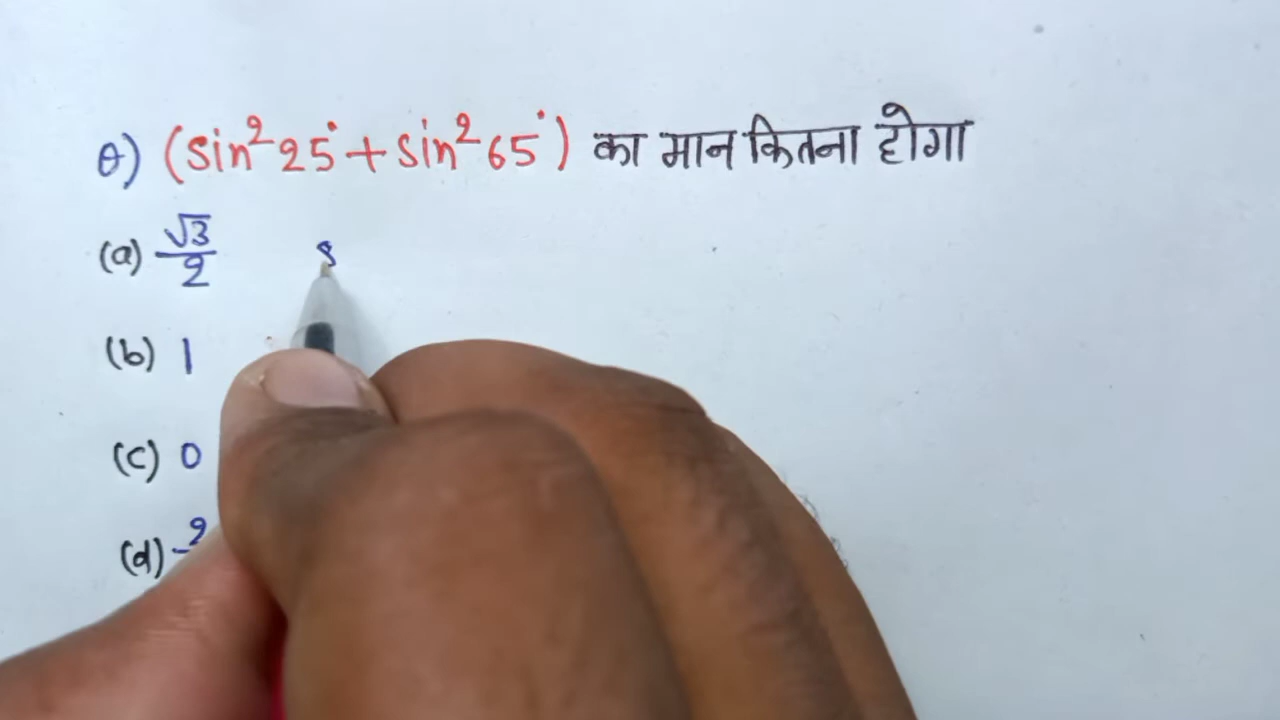 θ) (sin²25° + sin²65°) का मान कितना होगा
(a) √3/2
(b) 1
(c) 0
(d)